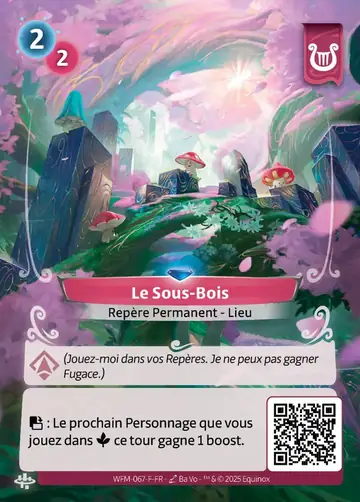 2
2
Le Sous-Bois
Repère Permanent - Lieu
(Jouez-moi dans vos Repères. Je ne peux pas gagner
Fugace.)
: Le prochain Personnage que vous
jouez dans ce tour gagne 1 boost.
WFM-067-F-FR - Ba Vo - ™ & © 2025 Equinox